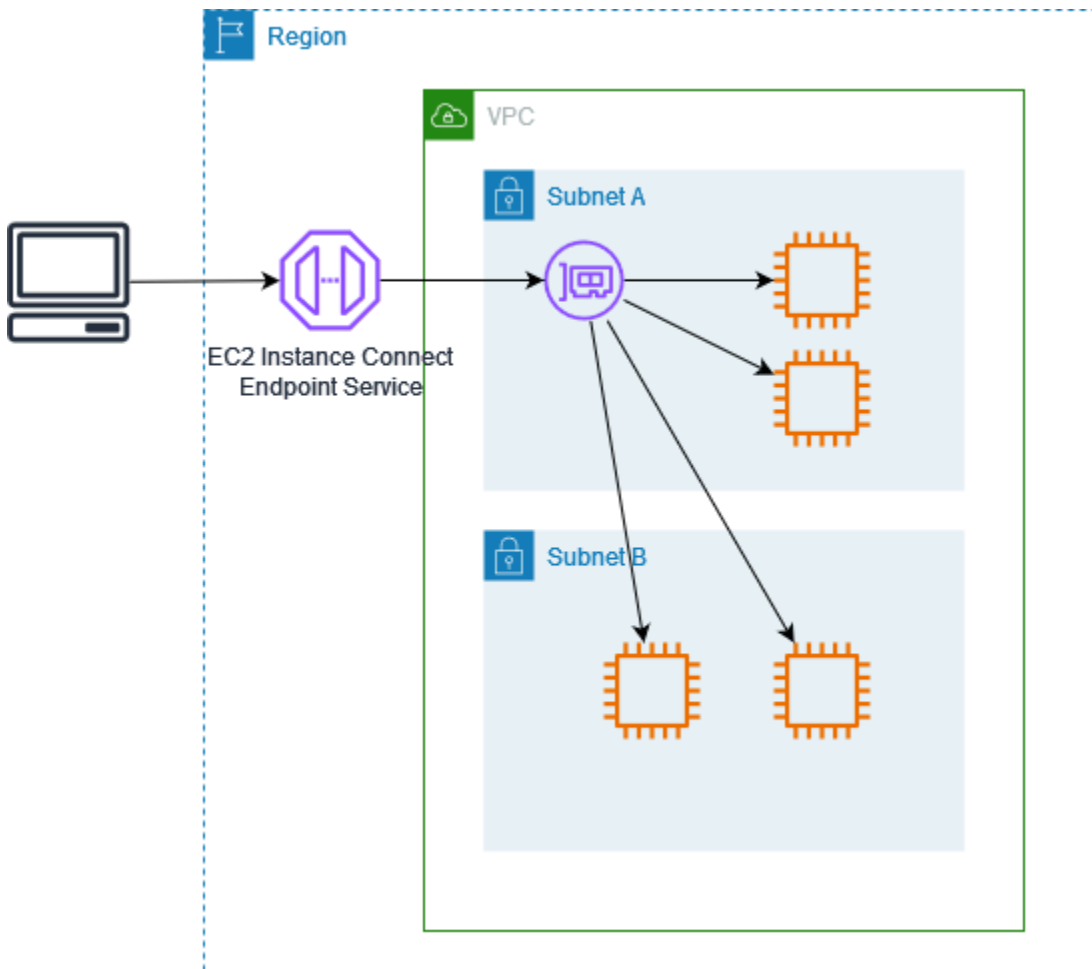 Region
VPC
Subnet A
EC2 Instance Connect
Endpoint Service
Subnet B